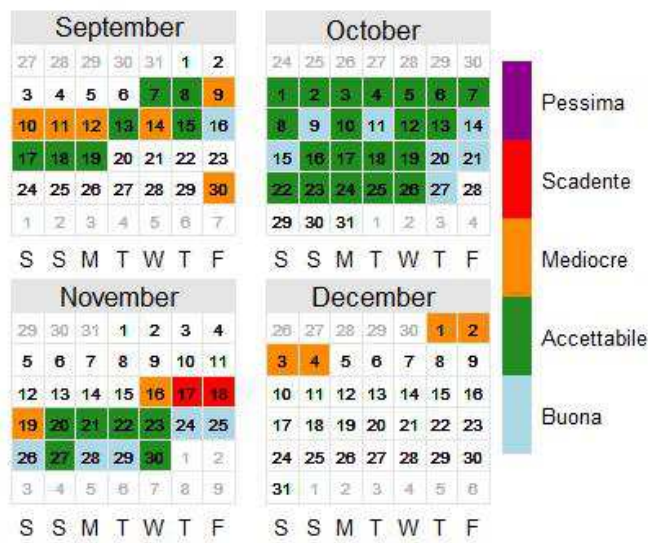 September
27 28 29 30 31 1 2
3 4 5 6 7 8 9
10 11 12 13 14 15 16
17 18 19 20 21 22 23
24 25 26 27 28 29 30
1 2 3 4 5 6 7
S S M T W T F
October
24 25 26 27 28 29 30
1 2 3 4 5 6 7
8 9 10 11 12 13 14
15 16 17 18 19 20 21
22 23 24 25 26 27 28
29 30 31 1 2 3 4
S S M T W T F
November
29 30 31 1 2 3 4
5 6 7 8 9 10 11
12 13 14 15 16 17 18
19 20 21 22 23 24 25
26 27 28 29 30 1 2
3 4 5 6 7 8 9
S S M T W T F
December
26 27 28 29 30 1 2
3 4 5 6 7 8 9
10 11 12 13 14 15 16
17 18 19 20 21 22 23
24 25 26 27 28 29 30
31 1 2 3 4 5 6
S S M T W T F
Pessima
Scadente
Mediocre
Accettabile
Buona